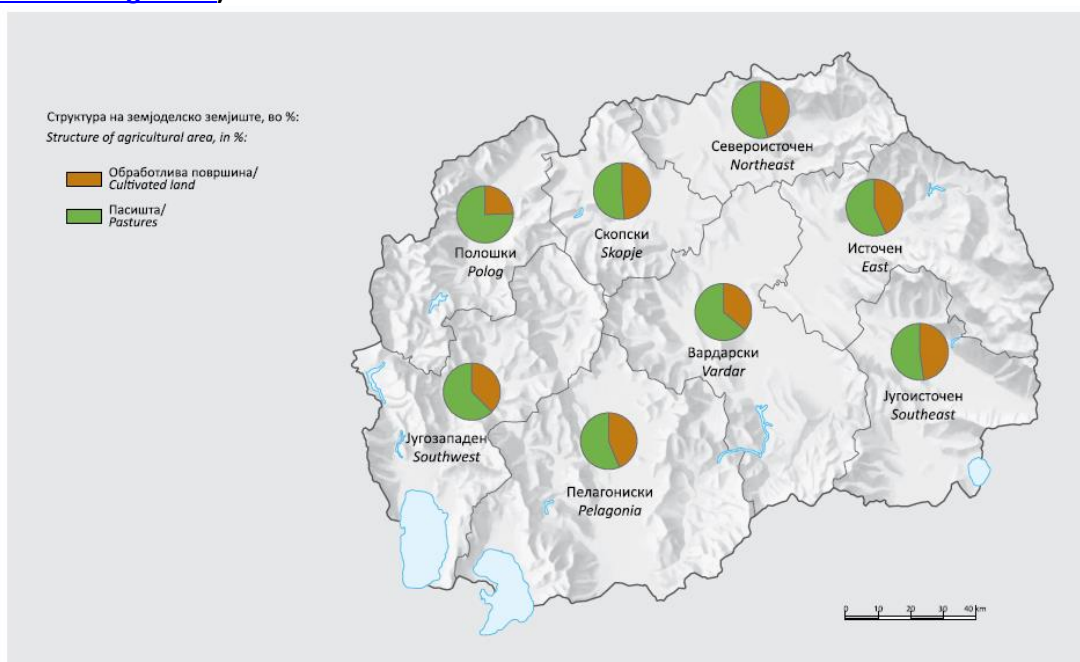 Структура на земјоделско земјиште, во %:
Structure of agricultural area, in %:
Обработлива површина/
Cultivated land
Пасишта/
Pastures
Североисточен
Northeast
Скопски
Skopje
Полошки
Polog
Источен
East
Вардарски
Vardar
Југоисточен
Southeast
Југозападен
Southwest
Пелагониски
Pelagonia
0 10 20 30 40 km